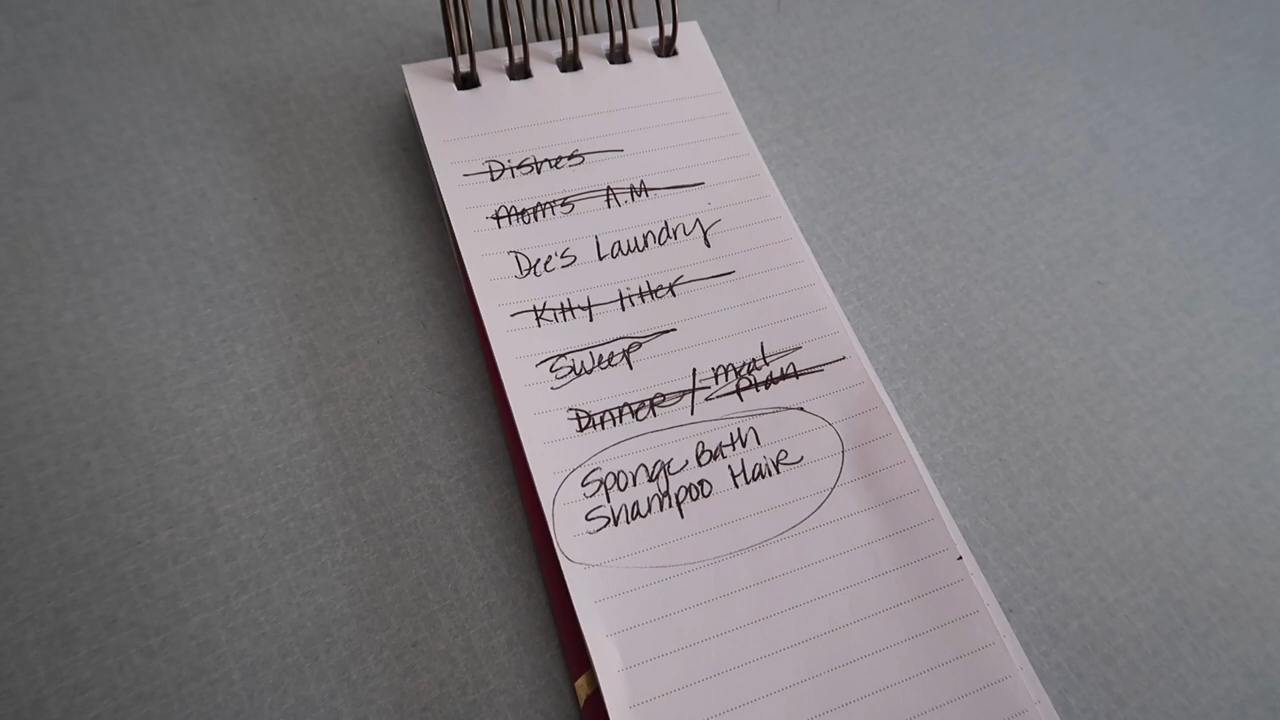 Dishes
Mom's A.M.
Dee's Laundry
Kitty litter
Sweep
Dinner / meal
plan
Sponge Bath
Shampoo Hair